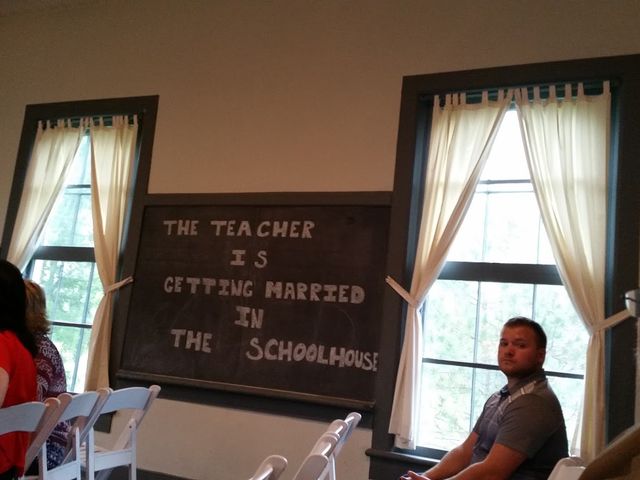 THE TEACHER
IS
GETTING MARRIED
IN
THE SCHOOLHOUSE